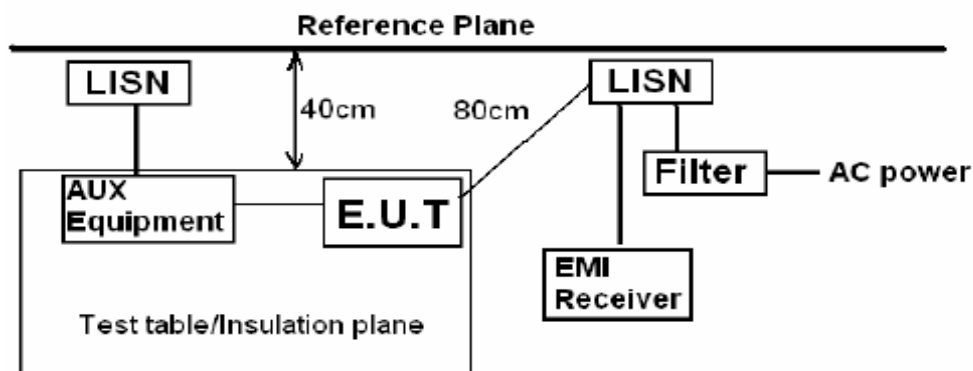 Reference Plane
LISN
40cm
80cm
LISN
AUX
Equipment
E.U.T
Filter
AC power
EMI
Receiver
Test table/Insulation plane